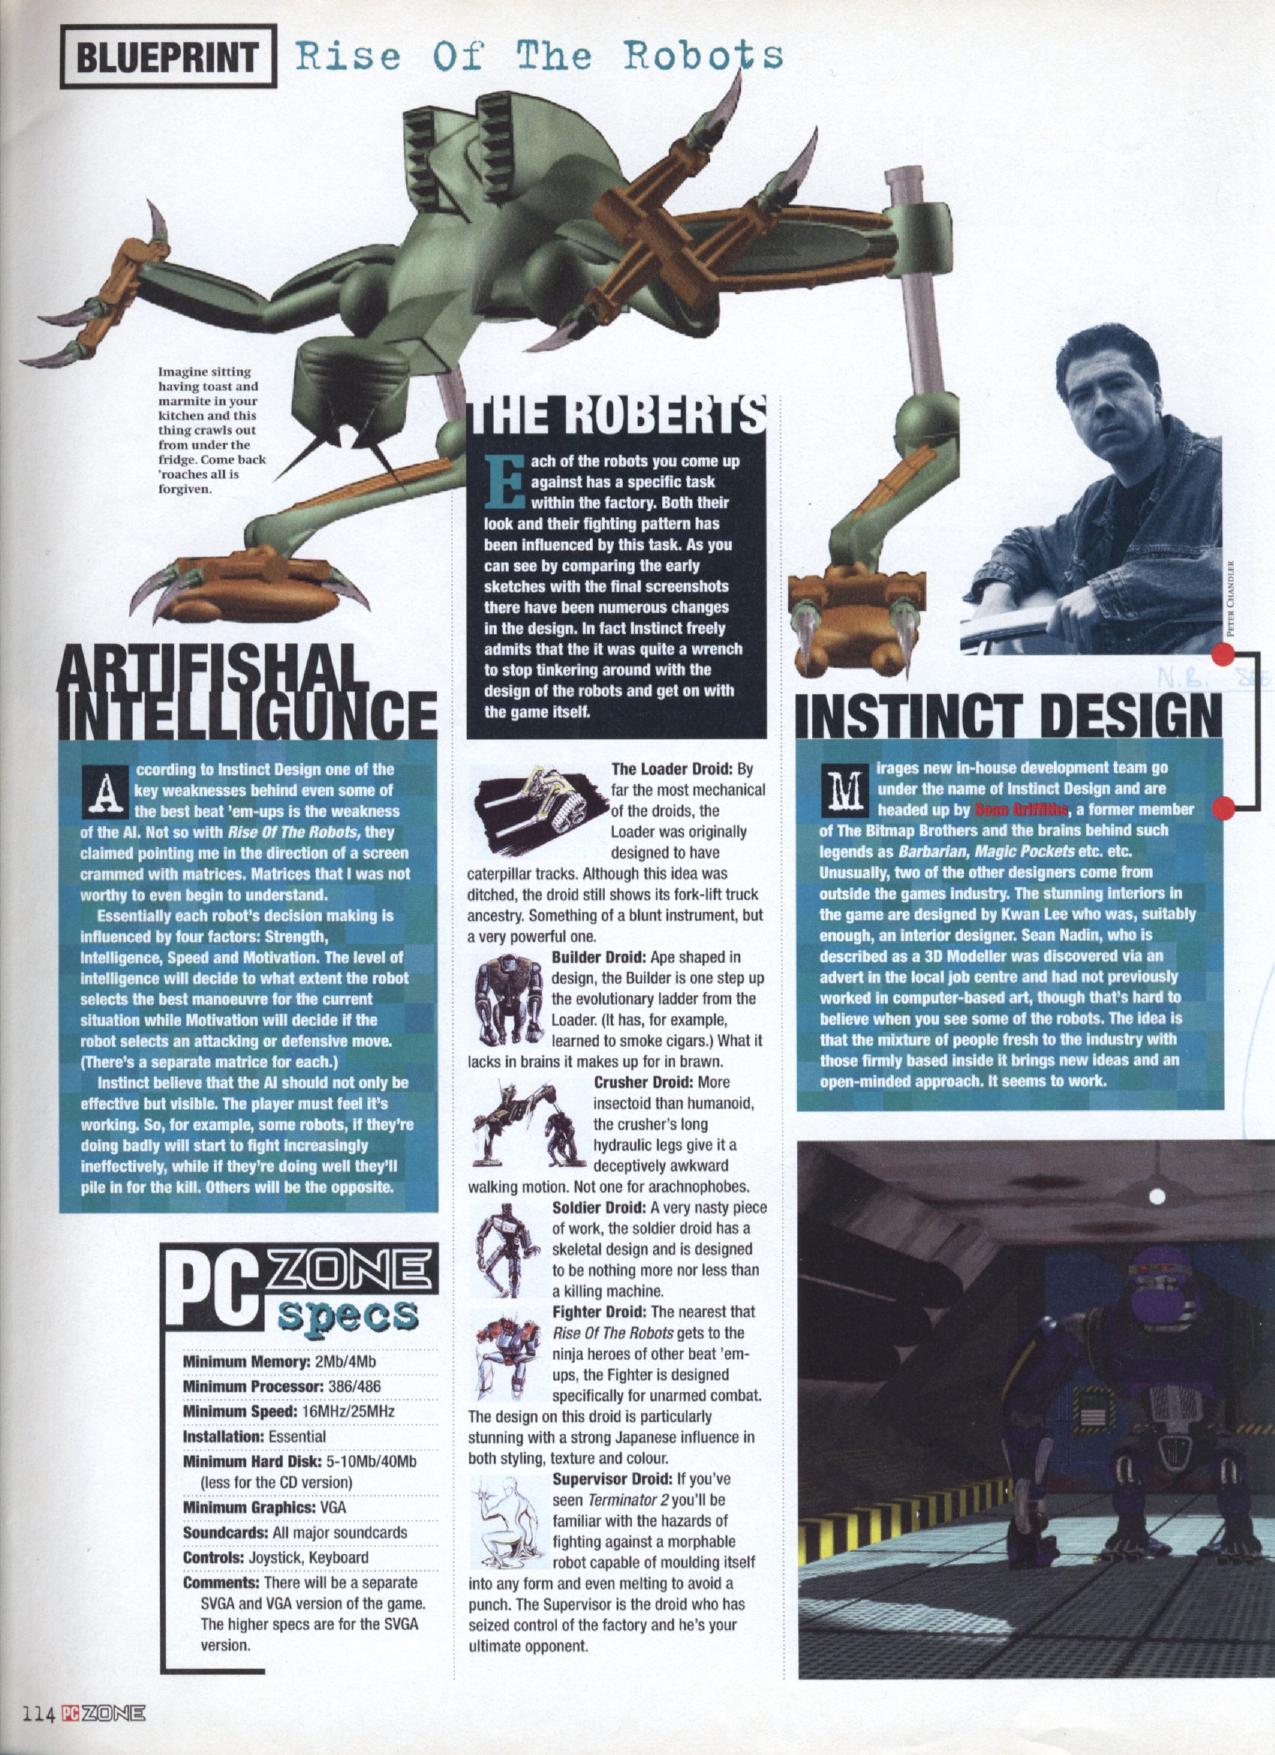 BLUEPRINT Rise Of The Robots
Imagine sitting
having toast and
marmite in your
kitchen and this
thing crawls out
from under the
fridge. Come back
'roaches all is
forgiven.
THE ROBERTS
Each of the robots you come up
against has a specific task
within the factory. Both their
look and their fighting pattern has
been influenced by this task. As you
can see by comparing the early
sketches with the final screenshots
there have been numerous changes
in the design. In fact Instinct freely
admits that the it was quite a wrench
to stop tinkering around with the
design of the robots and get on with
the game itself.
PETER CHANDLER
N.B. SEE
ARTIFISHAL
INTELLIGUNCE
According to Instinct Design one of the
key weaknesses behind even some of
the best beat 'em-ups is the weakness
of the AI. Not so with Rise Of The Robots, they
claimed pointing me in the direction of a screen
crammed with matrices. Matrices that I was not
worthy to even begin to understand.
Essentially each robot's decision making is
influenced by four factors: Strength,
Intelligence, Speed and Motivation. The level of
intelligence will decide to what extent the robot
selects the best manoeuvre for the current
situation while Motivation will decide if the
robot selects an attacking or defensive move.
(There's a separate matrice for each.)
Instinct believe that the AI should not only be
effective but visible. The player must feel it's
working. So, for example, some robots, if they're
doing badly will start to fight increasingly
ineffectively, while if they're doing well they'll
pile in for the kill. Others will be the opposite.
PC ZONE
specs
Minimum Memory: 2Mb/4Mb
Minimum Processor: 386/486
Minimum Speed: 16MHz/25MHz
Installation: Essential
Minimum Hard Disk: 5-10Mb/40Mb
(less for the CD version)
Minimum Graphics: VGA
Soundcards: All major soundcards
Controls: Joystick, Keyboard
Comments: There will be a separate
SVGA and VGA version of the game.
The higher specs are for the SVGA
version.
The Loader Droid: By
far the most mechanical
of the droids, the
Loader was originally
designed to have
caterpillar tracks. Although this idea was
ditched, the droid still shows its fork-lift truck
ancestry. Something of a blunt instrument, but
a very powerful one.
Builder Droid: Ape shaped in
design, the Builder is one step up
the evolutionary ladder from the
Loader. (It has, for example,
learned to smoke cigars.) What it
lacks in brains it makes up for in brawn.
Crusher Droid: More
insectoid than humanoid,
the crusher's long
hydraulic legs give it a
deceptively awkward
walking motion. Not one for arachnophobes.
Soldier Droid: A very nasty piece
of work, the soldier droid has a
skeletal design and is designed
to be nothing more nor less than
a killing machine.
Fighter Droid: The nearest that
Rise Of The Robots gets to the
ninja heroes of other beat 'em-
ups, the Fighter is designed
specifically for unarmed combat.
The design on this droid is particularly
stunning with a strong Japanese influence in
both styling, texture and colour.
Supervisor Droid: If you've
seen Terminator 2 you'll be
familiar with the hazards of
fighting against a morphable
robot capable of moulding itself
into any form and even melting to avoid a
punch. The Supervisor is the droid who has
seized control of the factory and he's your
ultimate opponent.
INSTINCT DESIGN
Mirages new in-house development team go
under the name of Instinct Design and are
headed up by Sean Griffiths, a former member
of The Bitmap Brothers and the brains behind such
legends as Barbarian, Magic Pockets etc. etc.
Unusually, two of the other designers come from
outside the games industry. The stunning interiors in
the game are designed by Kwan Lee who was, suitably
enough, an interior designer. Sean Nadin, who is
described as a 3D Modeller was discovered via an
advert in the local job centre and had not previously
worked in computer-based art, though that's hard to
believe when you see some of the robots. The idea is
that the mixture of people fresh to the industry with
those firmly based inside it brings new ideas and an
open-minded approach. It seems to work.
114 PC ZONE